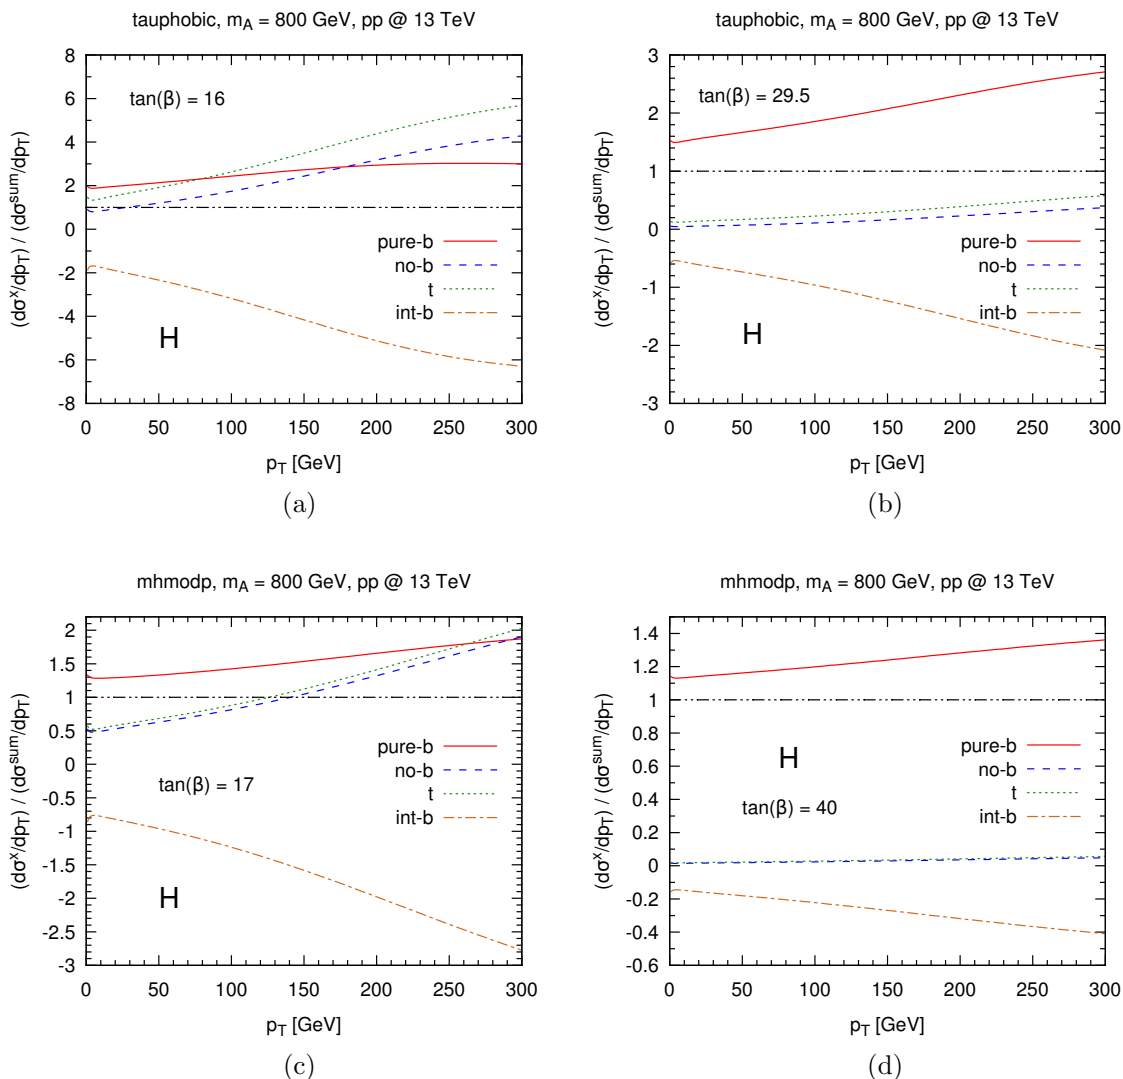 tauphobic, m_A = 800 GeV, pp @ 13 TeV
(dσ^x/dp_T) / (dσ^sum/dp_T)
8
6
4
2
0
-2
-4
-6
-8
tan(β) = 16
pure-b
no-b
t
int-b
H
0 50 100 150 200 250 300
p_T [GeV]
(a)
tauphobic, m_A = 800 GeV, pp @ 13 TeV
(dσ^x/dp_T) / (dσ^sum/dp_T)
3
2
1
0
-1
-2
-3
tan(β) = 29.5
pure-b
no-b
t
int-b
H
0 50 100 150 200 250 300
p_T [GeV]
(b)
mhmodp, m_A = 800 GeV, pp @ 13 TeV
(dσ^x/dp_T) / (dσ^sum/dp_T)
2
1.5
1
0.5
0
-0.5
-1
-1.5
-2
-2.5
-3
pure-b
no-b
t
int-b
tan(β) = 17
H
0 50 100 150 200 250 300
p_T [GeV]
(c)
mhmodp, m_A = 800 GeV, pp @ 13 TeV
(dσ^x/dp_T) / (dσ^sum/dp_T)
1.4
1.2
1
0.8
0.6
0.4
0.2
0
-0.2
-0.4
-0.6
H
pure-b
no-b
t
int-b
tan(β) = 40
0 50 100 150 200 250 300
p_T [GeV]
(d)